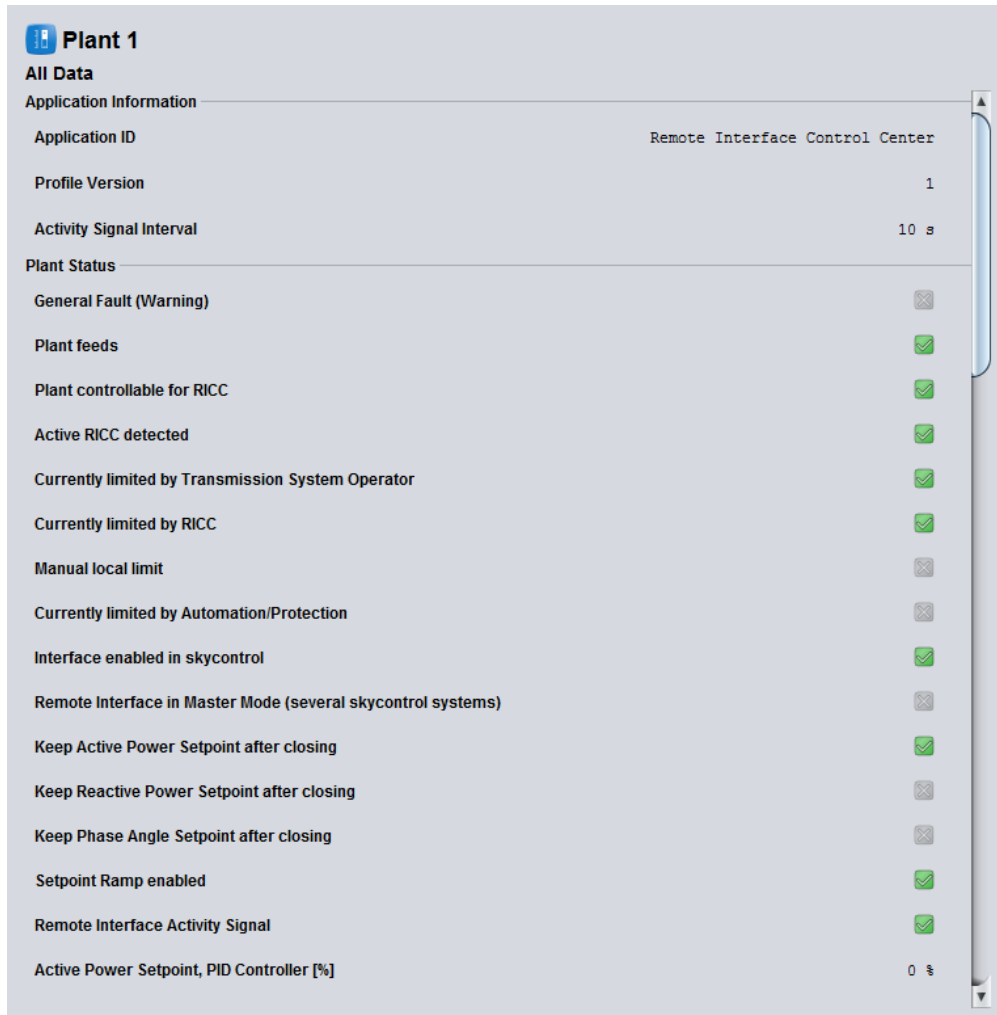 Plant 1
All Data
Application Information
Application ID Remote Interface Control Center
Profile Version 1
Activity Signal Interval 10 s
Plant Status
General Fault (Warning)
Plant feeds
Plant controllable for RICC
Active RICC detected
Currently limited by Transmission System Operator
Currently limited by RICC
Manual local limit
Currently limited by Automation/Protection
Interface enabled in skycontrol
Remote Interface in Master Mode (several skycontrol systems)
Keep Active Power Setpoint after closing
Keep Reactive Power Setpoint after closing
Keep Phase Angle Setpoint after closing
Setpoint Ramp enabled
Remote Interface Activity Signal
Active Power Setpoint, PID Controller [%] 0 %